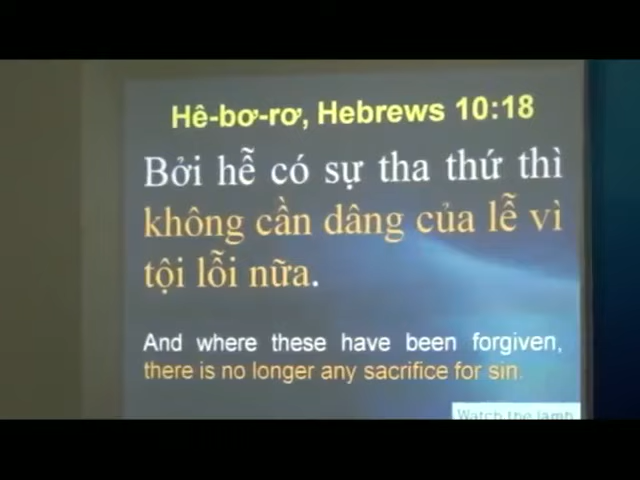 Hê-bơ-rơ, Hebrews 10:18
Bởi hễ có sự tha thứ thì
không cần dâng của lễ vì
tội lỗi nữa.
And where these have been forgiven,
there is no longer any sacrifice for sin.
Watch the lamb